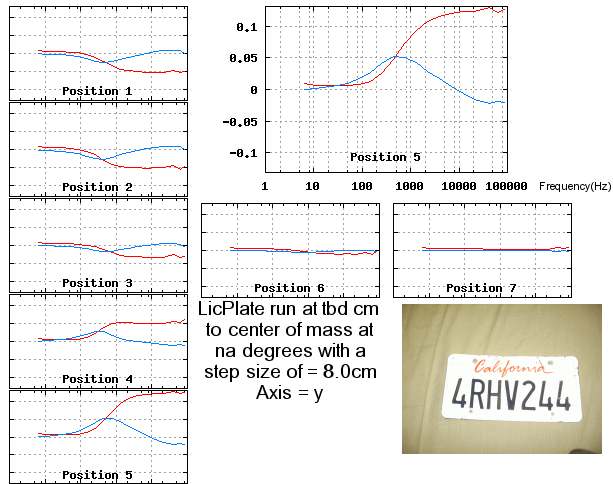 Position 1
Position 2
Position 3
Position 4
Position 5
0.1
0.05
0
-0.05
-0.1
Position 5
1 10 100 1000 10000 100000 Frequency(Hz)
Position 6
Position 7
LicPlate run at tbd cm
to center of mass at
na degrees with a
step size of = 8.0cm
Axis = y
California
4RHV244